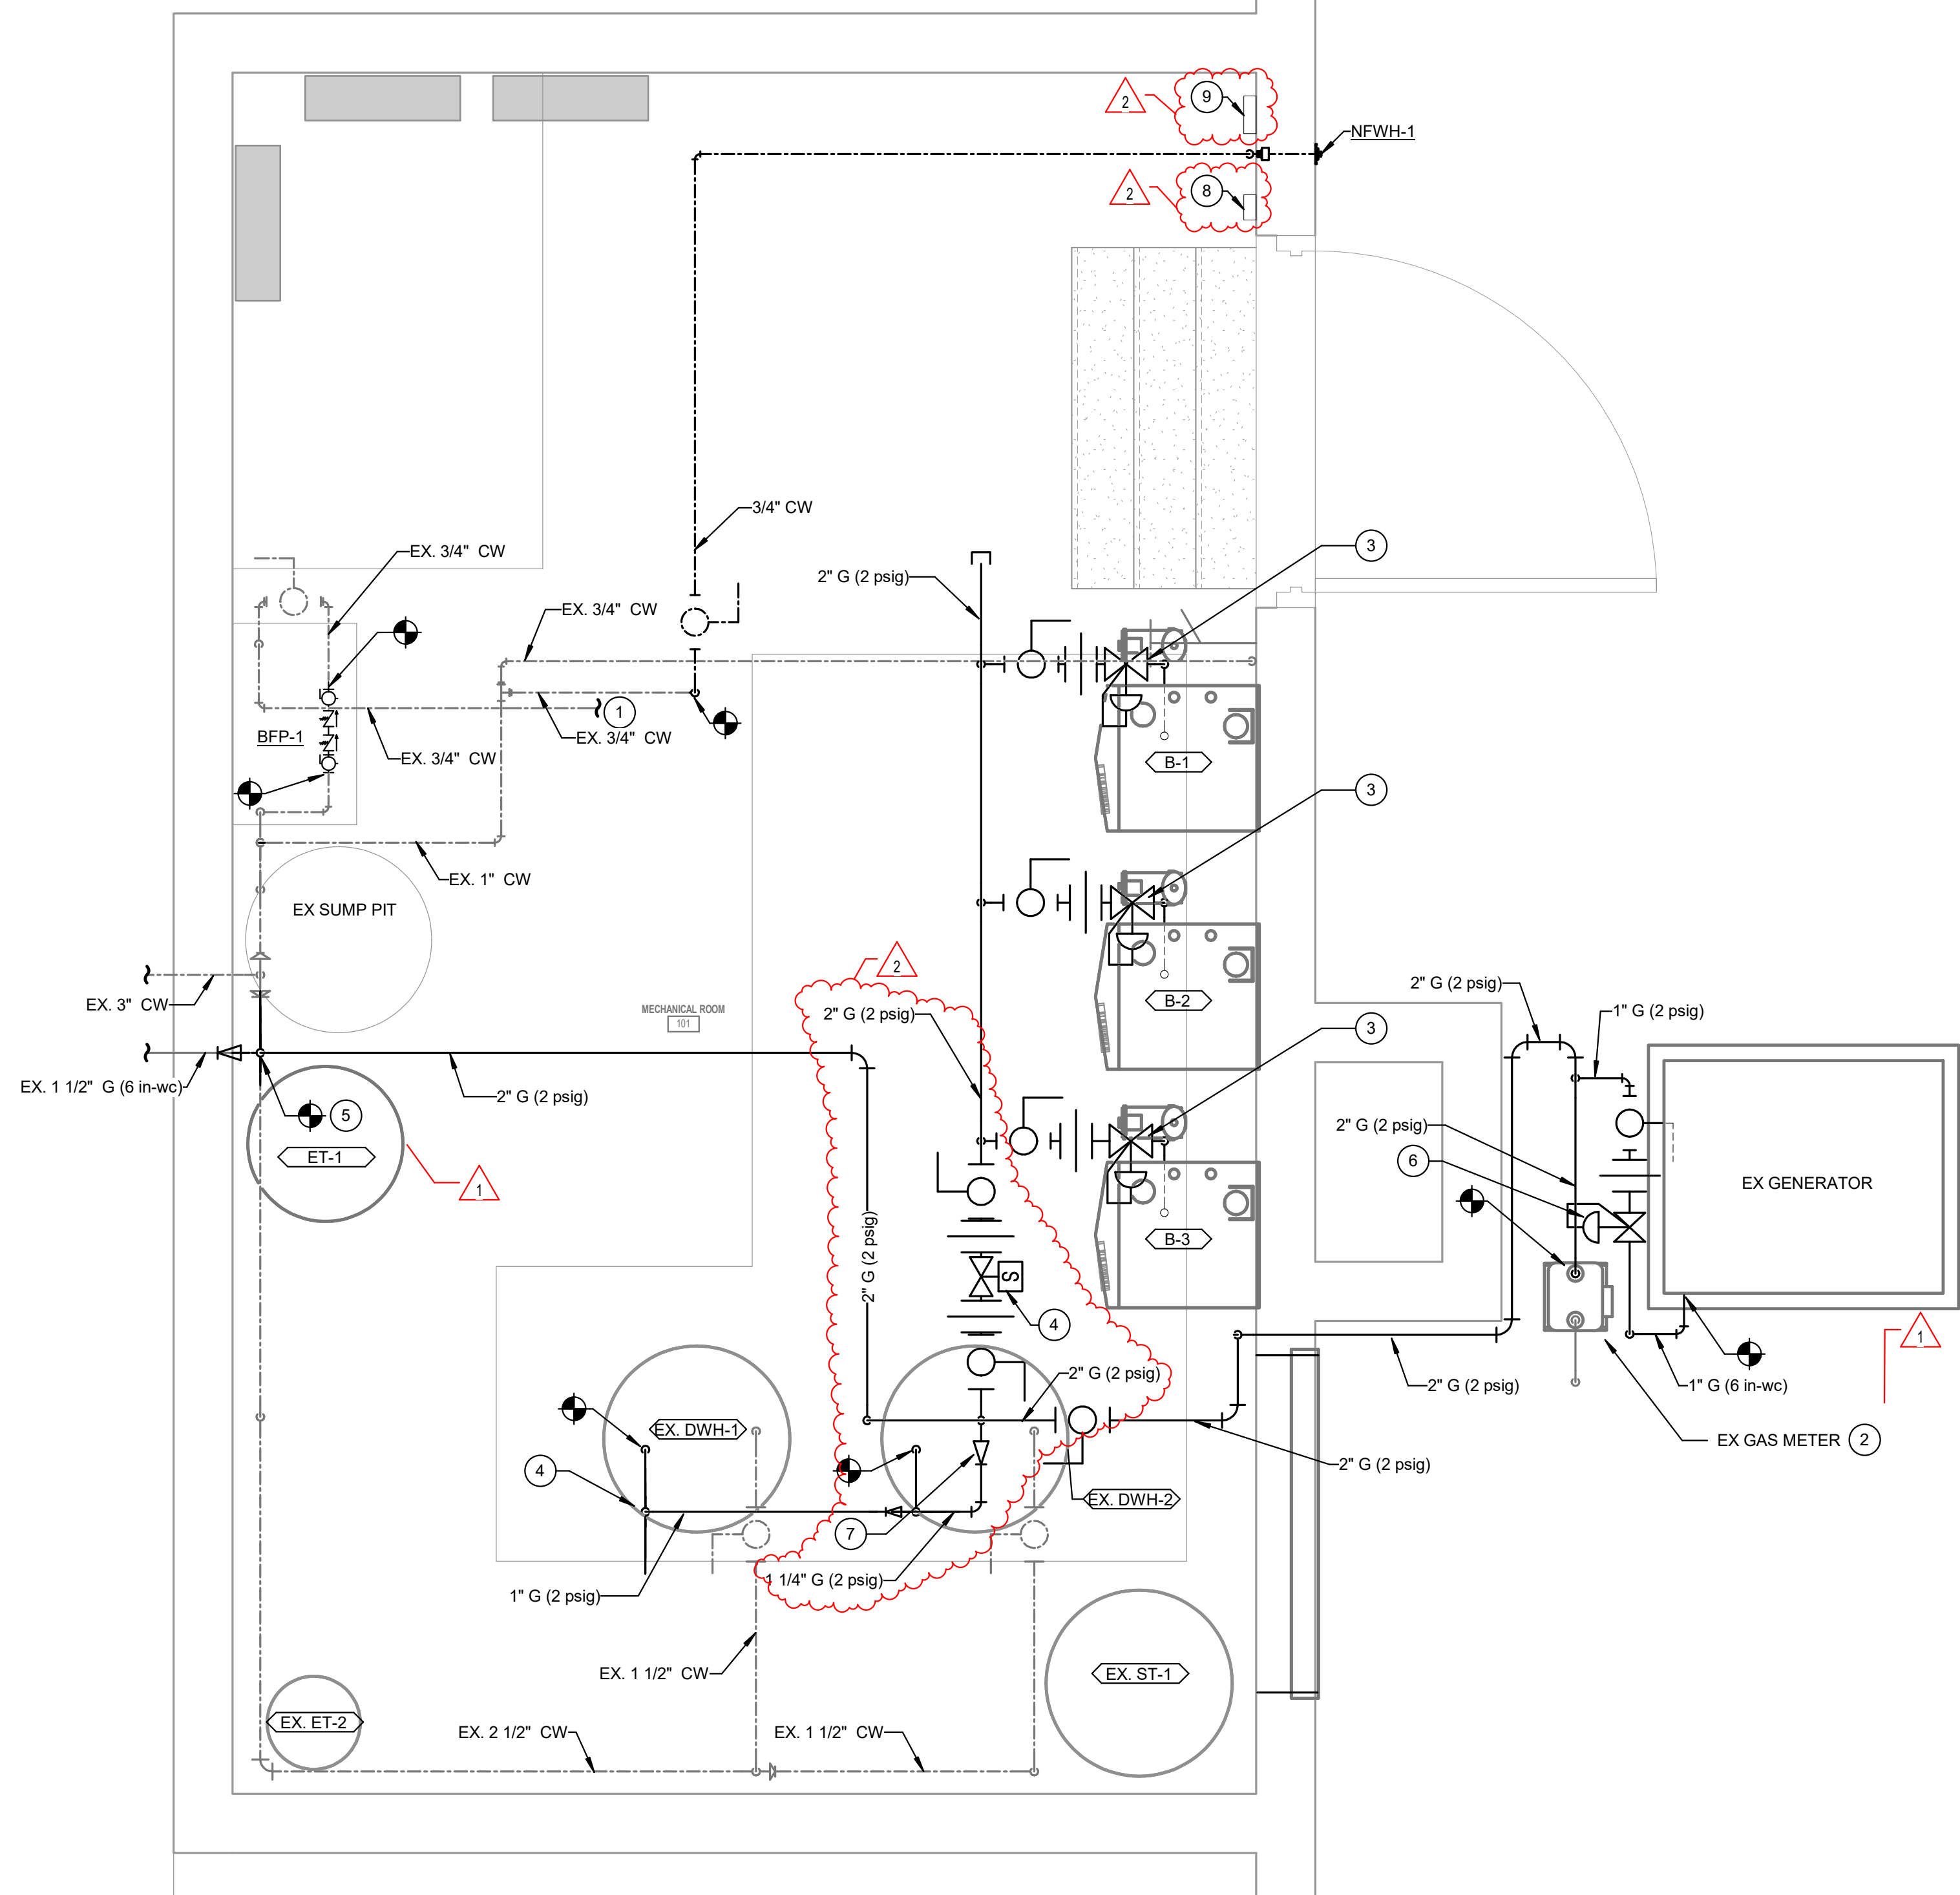 2
9
NFWH-1
2
8
3/4" CW
EX. 3/4"  CW
3
2" G (2 psig)
EX. 3/4"  CW
1
EX. 3/4"  CW
BFP-1
EX. 3/4"  CW
B-1
3
EX. 1"  CW
EX SUMP PIT
2
2" G (2 psig)
B-2
2" G (2 psig)
EX. 3"  CW
MECHANICAL ROOM
101
2" G (2 psig)
1" G (2 psig)
3
EX. 1 1/2"  G (6 in-wc)
2" G (2 psig)
5
2" G (2 psig)
ET-1
1
6
EX GENERATOR
2" G (2 psig)
B-3
S
4
1
2" G (2 psig)
2" G (2 psig)
1" G (6 in-wc)
EX. DWH-1
EX GAS METER
2
4
2" G (2 psig)
EX. DWH-2
7
1 1/4" G (2 psig)
1" G (2 psig)
EX. 1 1/2"  CW
EX. ST-1
EX. ET-2
EX. 2 1/2"  CW
EX. 1 1/2"  CW